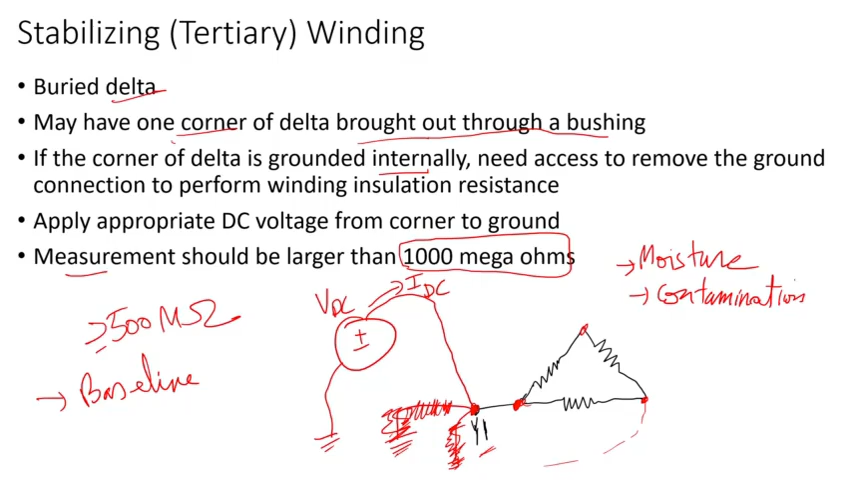 Stabilizing (Tertiary) Winding
• Buried delta
• May have one corner of delta brought out through a bushing
• If the corner of delta is grounded internally, need access to remove the ground
connection to perform winding insulation resistance
• Apply appropriate DC voltage from corner to ground
• Measurement should be larger than 1000 mega ohms
→ Moisture
→ Contamination
VDC
IDC
≥500 MΩ
±
→ Baseline
Y1